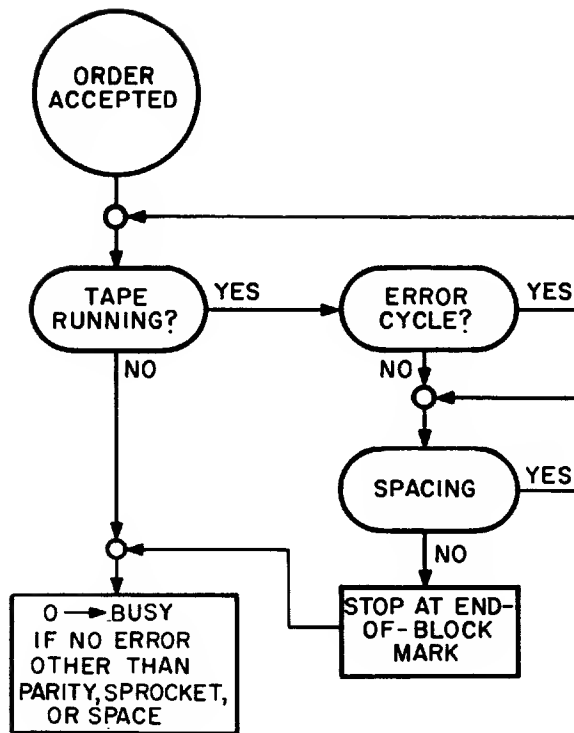 ORDER
ACCEPTED
TAPE
RUNNING?
YES
ERROR
CYCLE?
YES
NO
NO
SPACING
YES
NO
0 → BUSY
IF NO ERROR
OTHER THAN
PARITY, SPROCKET,
OR SPACE
STOP AT END-
OF-BLOCK
MARK